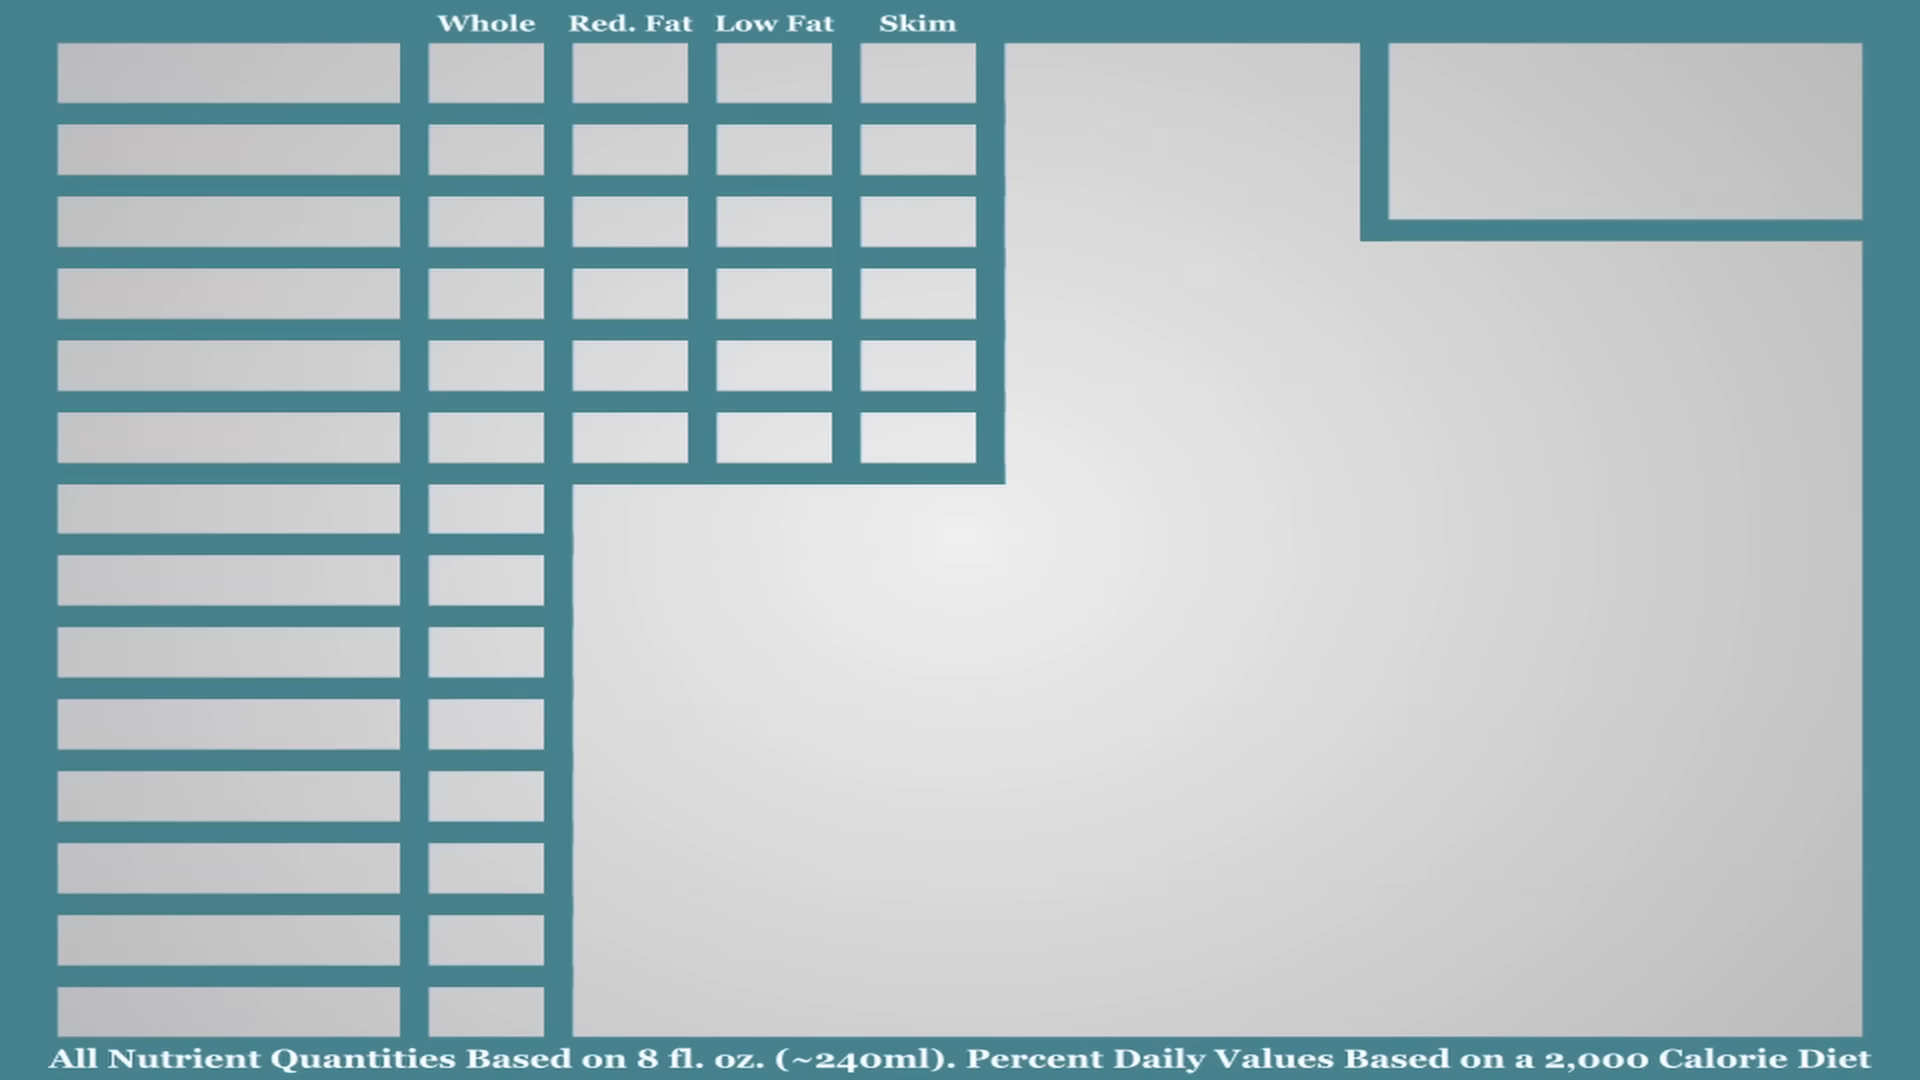 Whole Red. Fat Low Fat Skim
All Nutrient Quantities Based on 8 fl. oz. (~240ml). Percent Daily Values Based on a 2,000 Calorie Diet